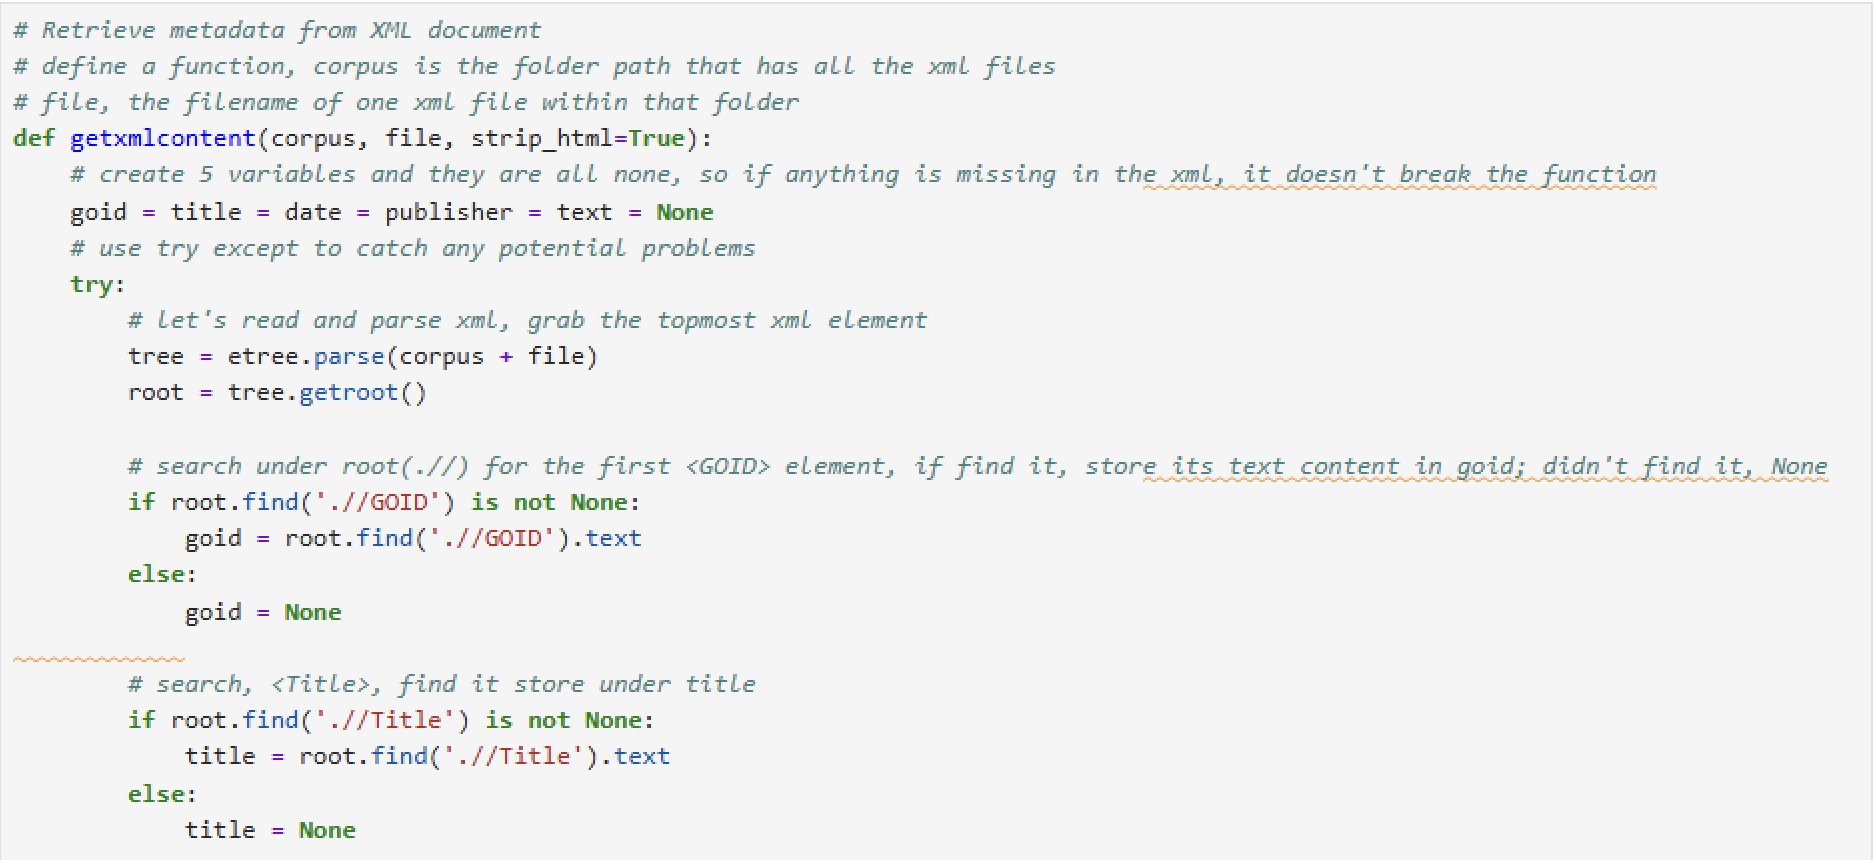 # Retrieve metadata from XML document
# define a function, corpus is the folder path that has all the xml files
# file, the filename of one xml file within that folder
def getxmlcontent(corpus, file, strip_html=True):
    # create 5 variables and they are all none, so if anything is missing in the xml, it doesn't break the function
    goid = title = date = publisher = text = None
    # use try except to catch any potential problems
    try:
        # let's read and parse xml, grab the topmost xml element
        tree = etree.parse(corpus + file)
        root = tree.getroot()
        # search under root(.//) for the first <GOID> element, if find it, store its text content in goid; didn't find it, None
        if root.find('.//GOID') is not None:
            goid = root.find('.//GOID').text
        else:
            goid = None
        # search, <Title>, find it store under title
        if root.find('.//Title') is not None:
            title = root.find('.//Title').text
        else:
            title = None